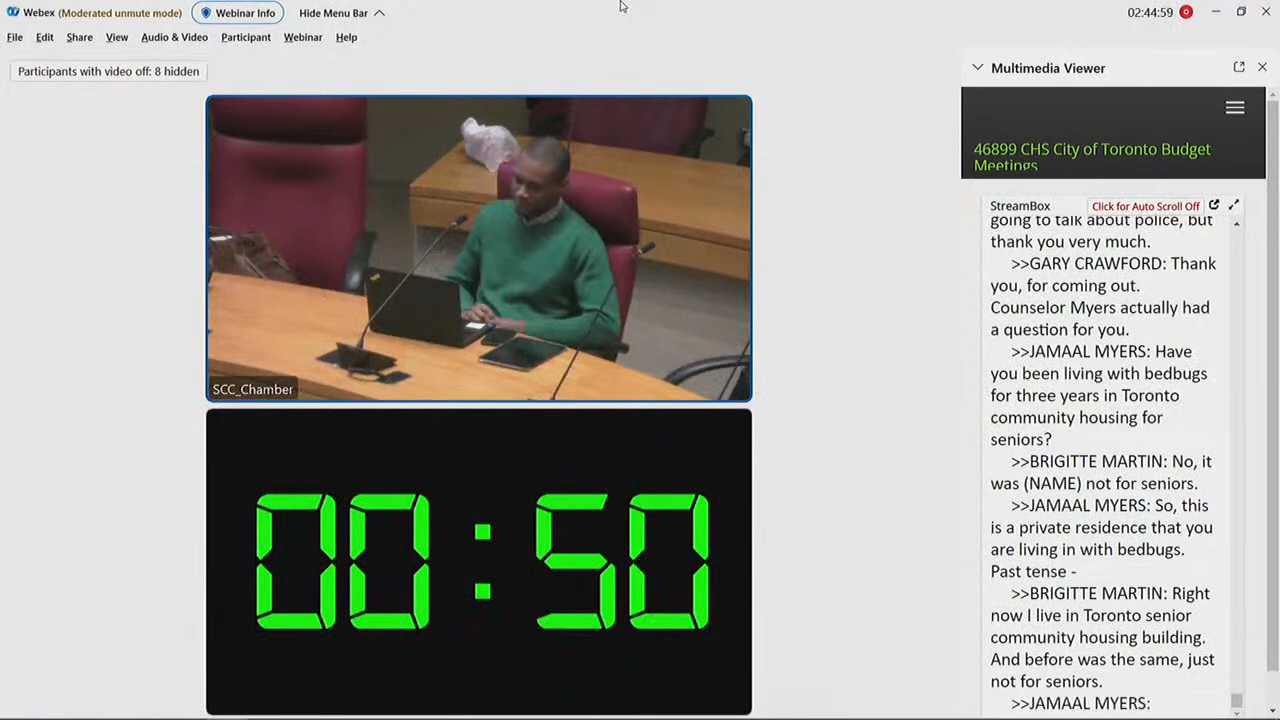 Webex (Moderated unmute mode) Webinar Info Hide Menu Bar 02:44:59
File Edit Share View Audio & Video Participant Webinar Help
Participants with video off: 8 hidden
Multimedia Viewer
46899 CHS City of Toronto Budget
Meetings
StreamBox Click for Auto Scroll Off
going to talk about police, but
thank you very much.
>>GARY CRAWFORD: Thank
you, for coming out.
Counselor Myers actually had
a question for you.
>>JAMAAL MYERS: Have
you been living with bedbugs
for three years in Toronto
community housing for
seniors?
>>BRIGITTE MARTIN: No, it
was (NAME) not for seniors.
>>JAMAAL MYERS: So, this
is a private residence that you
are living in with bedbugs.
Past tense -
>>BRIGITTE MARTIN: Right
now I live in Toronto senior
community housing building.
And before was the same, just
not for seniors.
>>JAMAAL MYERS:
SCC_Chamber
00:50